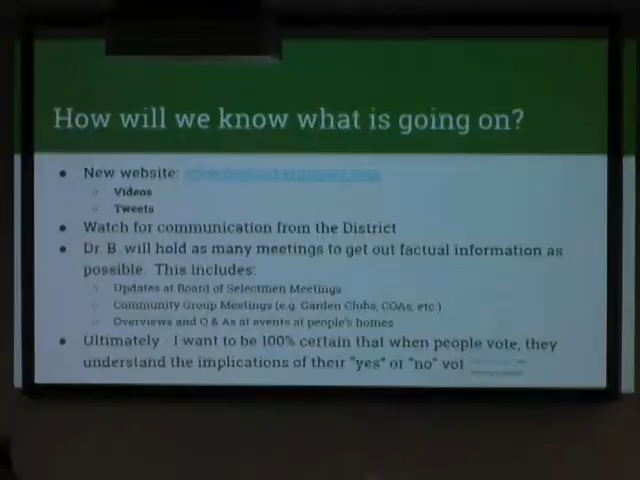 How will we know what is going on?
New website:
Videos
Tweets
Watch for communication from the District
Dr. B. will hold as many meetings to get out factual information as
possible. This includes:
Updates at Board of Selectmen Meetings
Community Group Meetings (e.g. Garden Clubs, COAs, etc.)
Overviews and Q & As at events at people's homes
Ultimately - I want to be 100% certain that when people vote, they
understand the implications of their "yes" or "no" vot